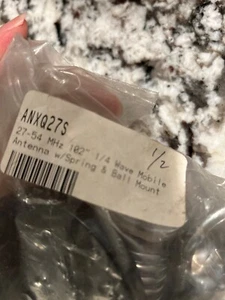 ANXQ27S
27-54 MHz 102" 1/4 Wave Mobile
Antenna w/Spring & Ball Mount
1/2